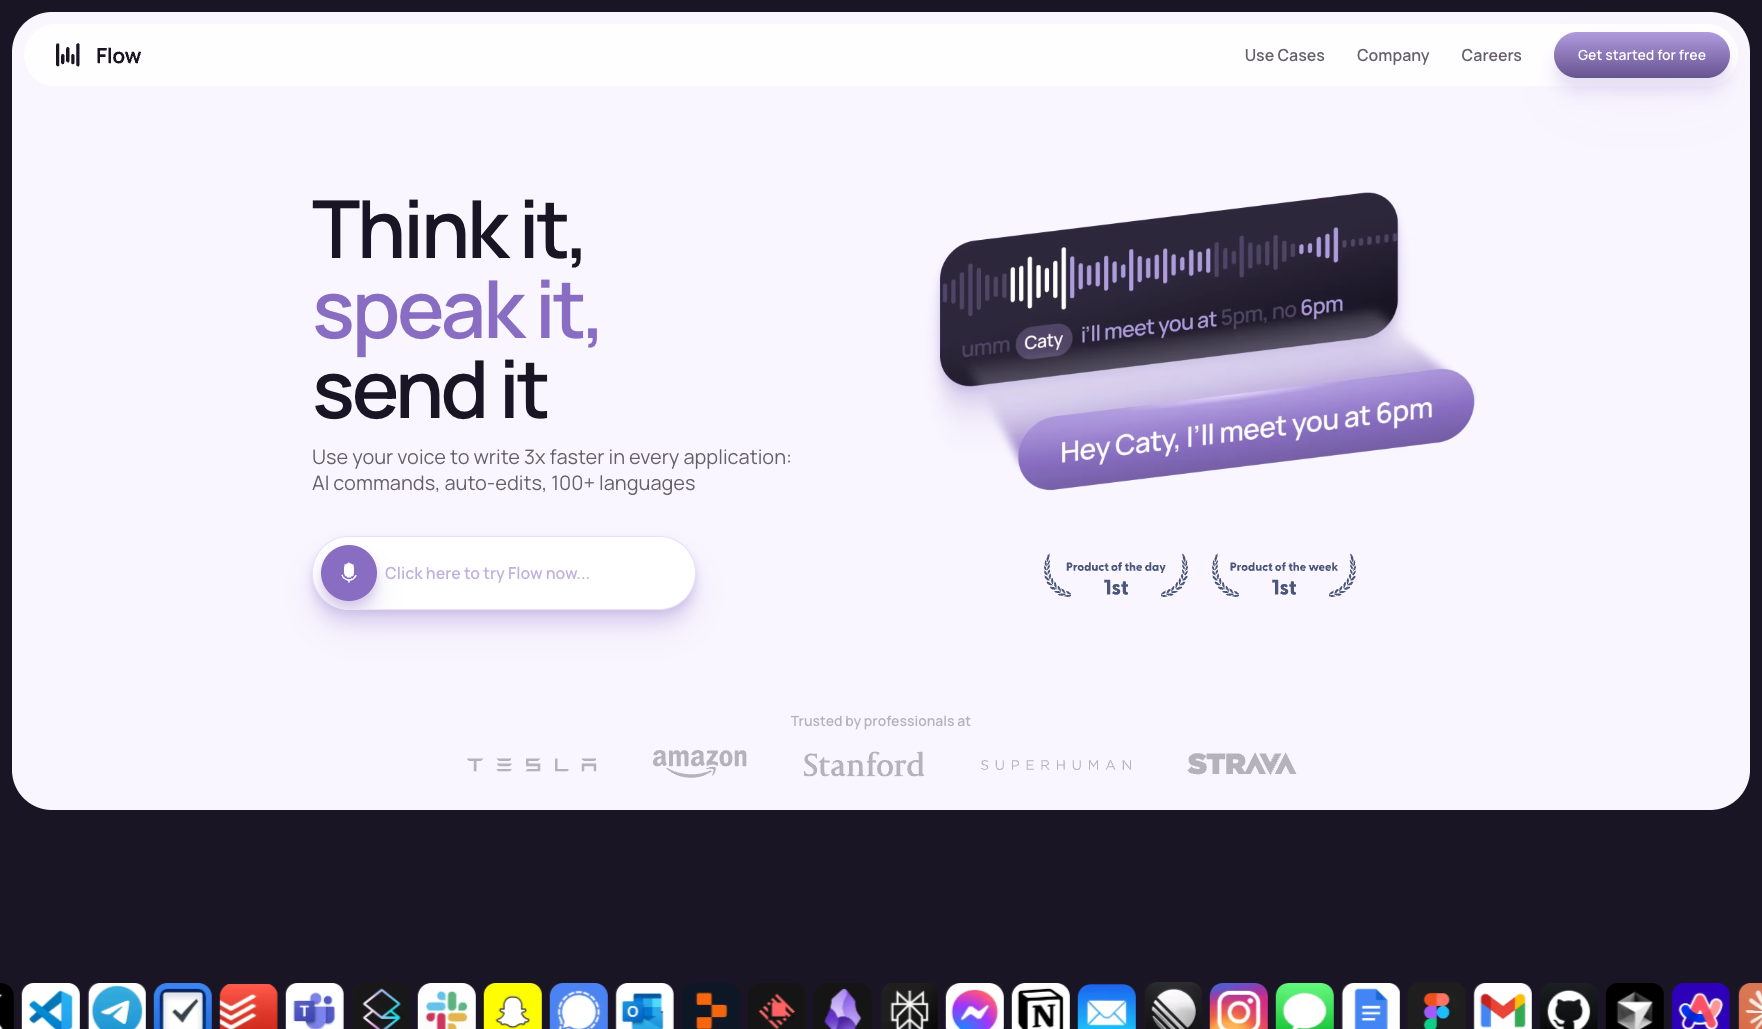 Flow
Use Cases
Company
Careers
Get started for free
Think it,
speak it,
send it
Use your voice to write 3x faster in every application:
AI commands, auto-edits, 100+ languages
Click here to try Flow now...
umm Caty i'll meet you at 5pm, no 6pm
Hey Caty, I'll meet you at 6pm
Product of the day
1st
Product of the week
1st
Trusted by professionals at
TESLA
amazon
Stanford
SUPERHUMAN
STRAVA